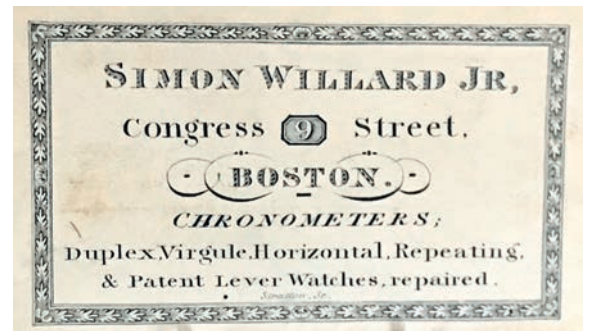 SIMON WILLARD JR,
Congress 9 Street,
BOSTON.
CHRONOMETERS;
Duplex,Virgule,Horizontal,Repeating,
& Patent Lever Watches, repaired.